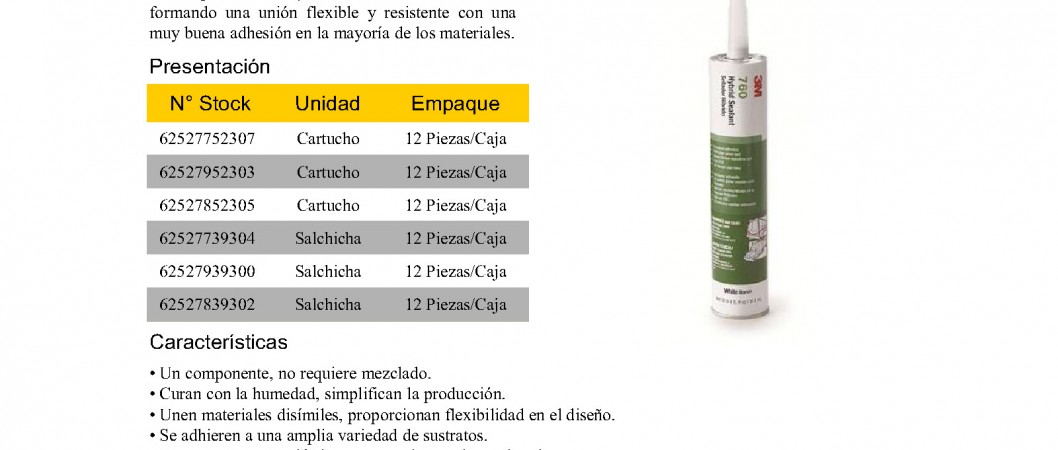 formando una unión flexible y resistente con una
muy buena adhesión en la mayoría de los materiales.
Presentación
N° Stock Unidad Empaque
62527752307 Cartucho 12 Piezas/Caja
62527952303 Cartucho 12 Piezas/Caja
62527852305 Cartucho 12 Piezas/Caja
62527739304 Salchicha 12 Piezas/Caja
62527939300 Salchicha 12 Piezas/Caja
62527839302 Salchicha 12 Piezas/Caja
Características
• Un componente, no requiere mezclado.
• Curan con la humedad, simplifican la producción.
• Unen materiales disímiles, proporcionan flexibilidad en el diseño.
• Se adhieren a una amplia variedad de sustratos.
3M
760
Hybrid Sealant
Sellador Híbrido
White